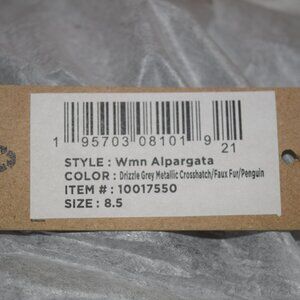 1 95703 08101 9
21
STYLE : Wmn Alpargata
COLOR : Drizzle Grey Metallic Crosshatch/Faux Fur/Penguin
ITEM # : 10017550
SIZE : 8.5